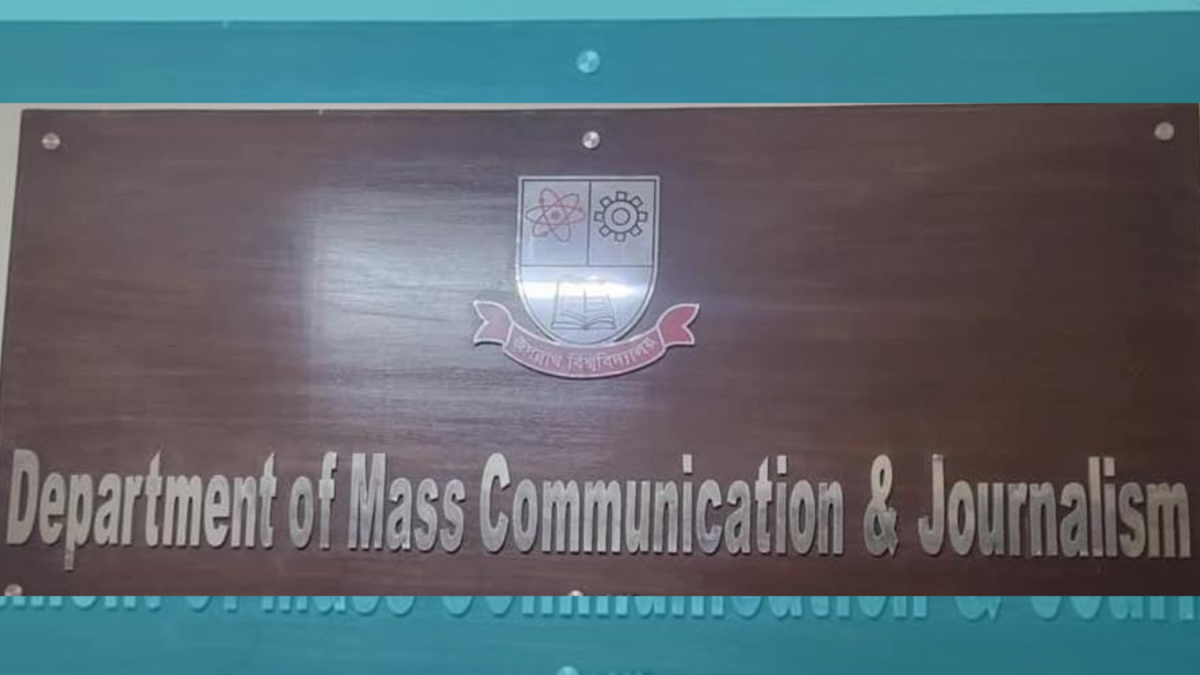 জগন্নাথ বিশ্ববিদ্যালয়
Department of Mass Communication & Journalism